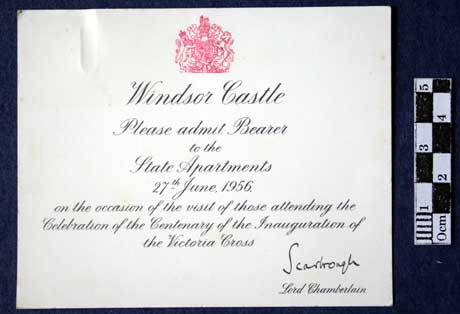 Windsor Castle
Please admit Bearer
to the
State Apartments
27th June, 1956,
on the occasion of the visit of those attending the
Celebration of the Centenary of the Inauguration of
the Victoria Cross
Scarbrough
Lord Chamberlain
0cm 1 2 3 4 5